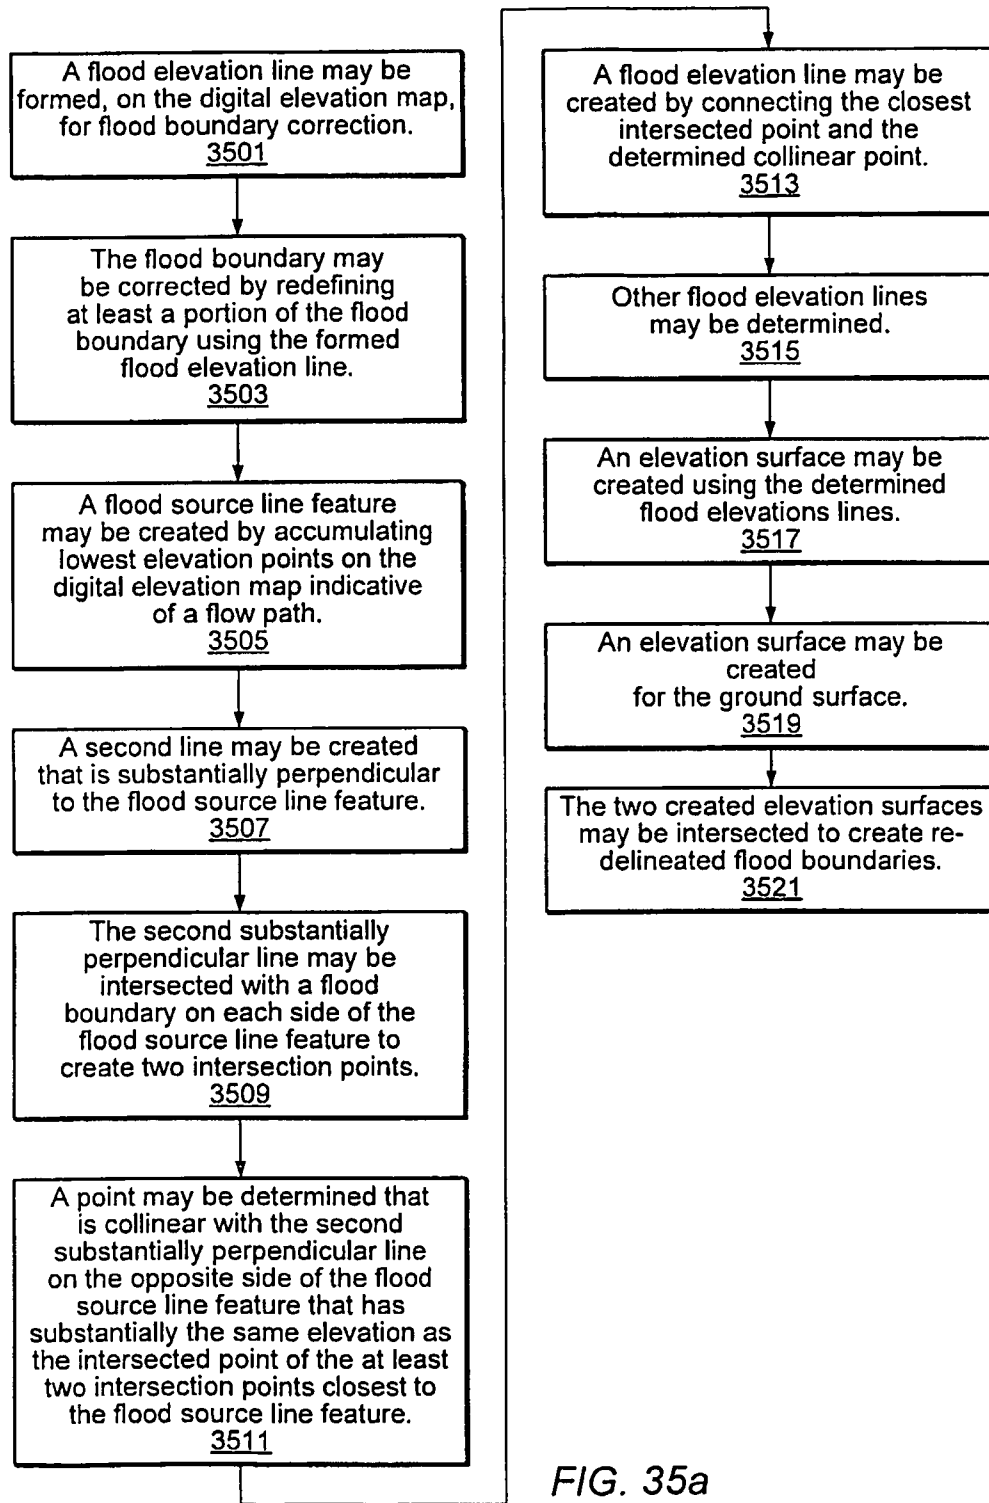 A flood elevation line may be
formed, on the digital elevation map,
for flood boundary correction.
3501
The flood boundary may
be corrected by redefining
at least a portion of the flood
boundary using the formed
flood elevation line.
3503
A flood source line feature
may be created by accumulating
lowest elevation points on the
digital elevation map indicative
of a flow path.
3505
A second line may be created
that is substantially perpendicular
to the flood source line feature.
3507
The second substantially
perpendicular line may be
intersected with a flood
boundary on each side of the
flood source line feature to
create two intersection points.
3509
A point may be determined that
is collinear with the second
substantially perpendicular line
on the opposite side of the flood
source line feature that has
substantially the same elevation as
the intersected point of the at least
two intersection points closest to
the flood source line feature.
3511
A flood elevation line may be
created by connecting the closest
intersected point and the
determined collinear point.
3513
Other flood elevation lines
may be determined.
3515
An elevation surface may be
created using the determined
flood elevations lines.
3517
An elevation surface may be
created
for the ground surface.
3519
The two created elevation surfaces
may be intersected to create re-
delineated flood boundaries.
3521
FIG. 35a